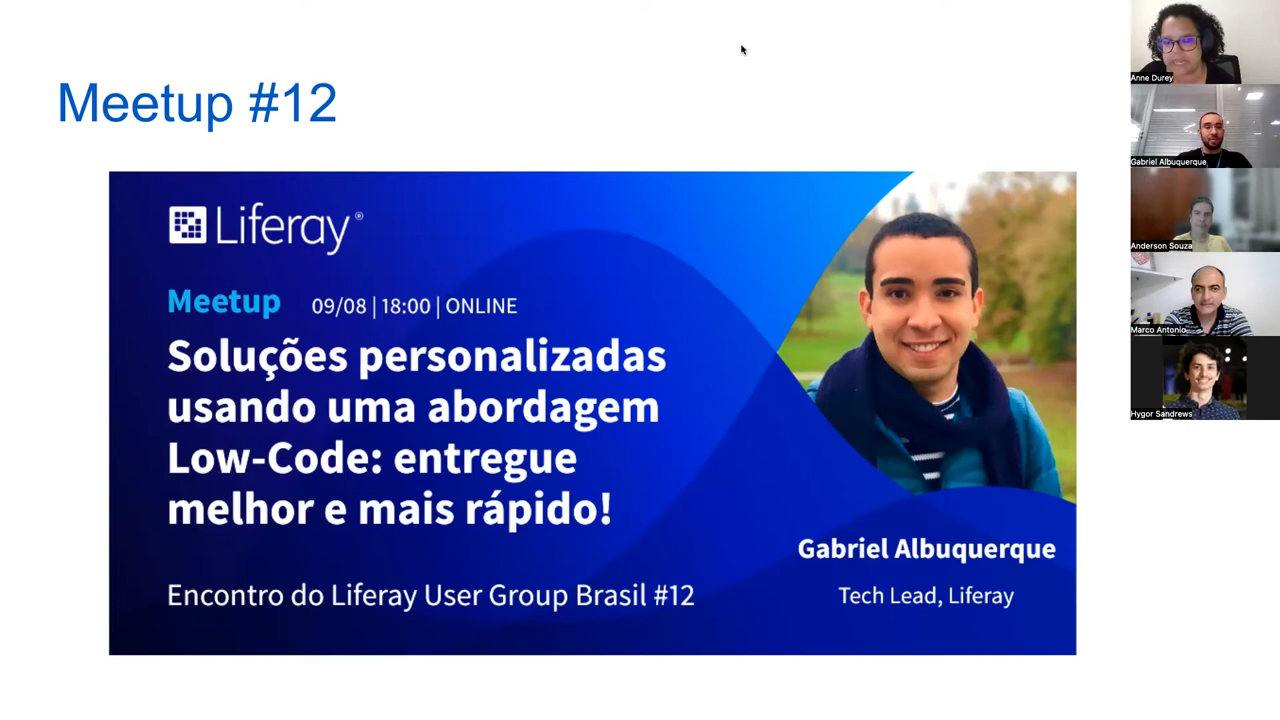 Meetup #12
Liferay®
Meetup 09/08 | 18:00 | ONLINE
Soluções personalizadas
usando uma abordagem
Low-Code: entregue
melhor e mais rápido!
Encontro do Liferay User Group Brasil #12
Gabriel Albuquerque
Tech Lead, Liferay
Anne Durey
Gabriel Albuquerque
Anderson Souza
Marco Antonio
Hygor Sandrews